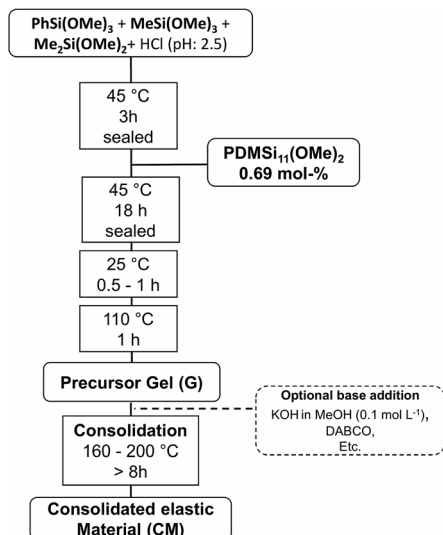 PhSi(OMe)₃ + MeSi(OMe)₃ +
Me₂Si(OMe)₂+ HCl (pH: 2.5)
45 °C
3h
sealed
PDMSi₁₁(OMe)₂
0.69 mol-%
45 °C
18 h
sealed
25 °C
0.5 - 1 h
110 °C
1 h
Precursor Gel (G)
Optional base addition
KOH in MeOH (0.1 mol L⁻¹),
DABCO,
Etc.
Consolidation
160 - 200 °C
> 8h
Consolidated elastic
Material (CM)